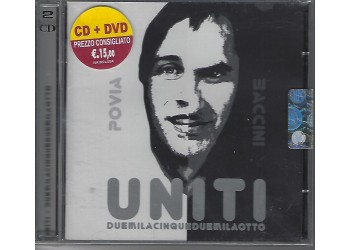 2
CD
CD + DVD
PREZZO CONSIGLIATO
€.15,00
POVIA
BACCINI
UNITI
DUEMILACINQUEDUEMILAOTTO